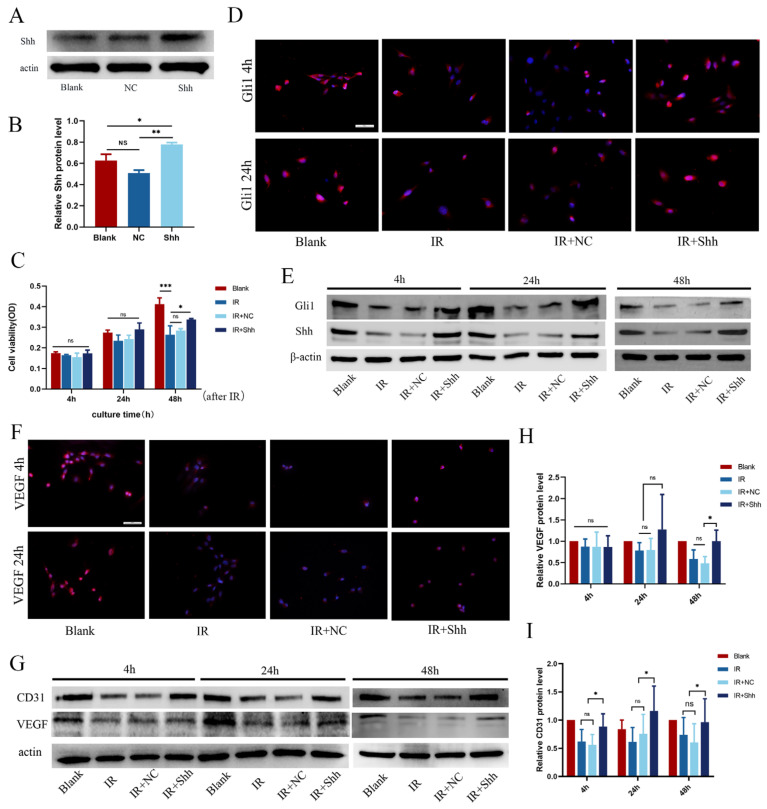 A
Shh
actin
Blank
NC
Shh
B
Relative Shh protein level
0.8
0.6
0.4
0.2
0.0
*
NS
**
Blank
NC
Shh
C
Cell viability(OD)
0.5
0.4
0.3
0.2
0.1
0.0
ns
ns
***
ns
*
Blank
IR
IR+NC
IR+Shh
4h
24h
48h
(after IR)
culture time(h)
D
Gli1 4h
Gli1 24h
Blank
IR
IR+NC
IR+Shh
E
4h
24h
48h
Gli1
Shh
β-actin
Blank
IR
IR+NC
IR+Shh
Blank
IR
IR+NC
IR+Shh
Blank
IR
IR+NC
IR+Shh
F
VEGF 4h
VEGF 24h
Blank
IR
IR+NC
IR+Shh
G
4h
24h
48h
CD31
VEGF
actin
Blank
IR
IR+NC
IR+Shh
Blank
IR
IR+NC
IR+Shh
Blank
IR
IR+NC
IR+Shh
H
Relative VEGF protein level
2.5
2.0
1.5
1.0
0.5
0.0
ns
ns
ns
ns
*
Blank
IR
IR+NC
IR+Shh
4h
24h
48h
I
Relative CD31 protein level
2.0
1.5
1.0
0.5
0.0
ns
*
ns
*
ns
*
Blank
IR
IR+NC
IR+Shh
4h
24h
48h